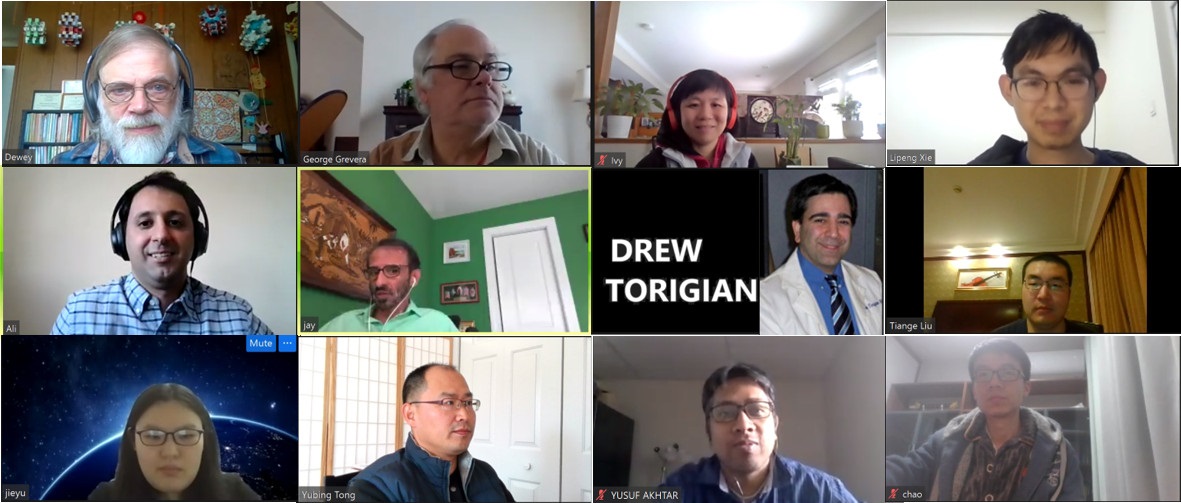 Dewey
George Grevera
Ivy
Lipeng Xie
Ali
jay
DREW
TORIGIAN
Tiange Liu
Mute
jieyu
Yubing Tong
YUSUF AKHTAR
chao